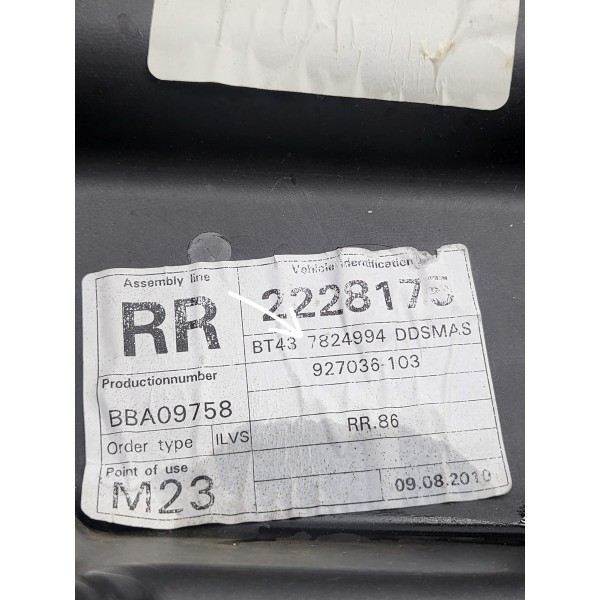 Assembly line
Vehicle identification
RR
2228175
BT43 7824994 DDSMAS
927036-103
Productionnumber
BBA09758
Order type
ILVS
RR.86
Point of use
M23
09.08.2010